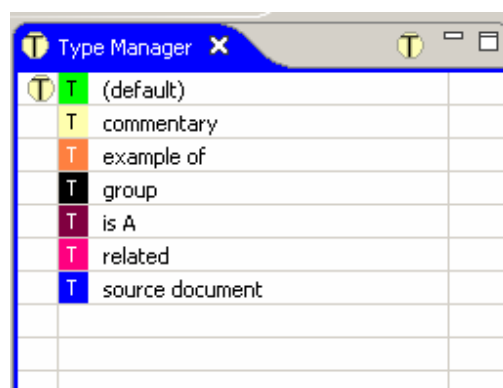 T Type Manager T
T T (default)
T commentary
T example of
T group
T is A
T related
T source document